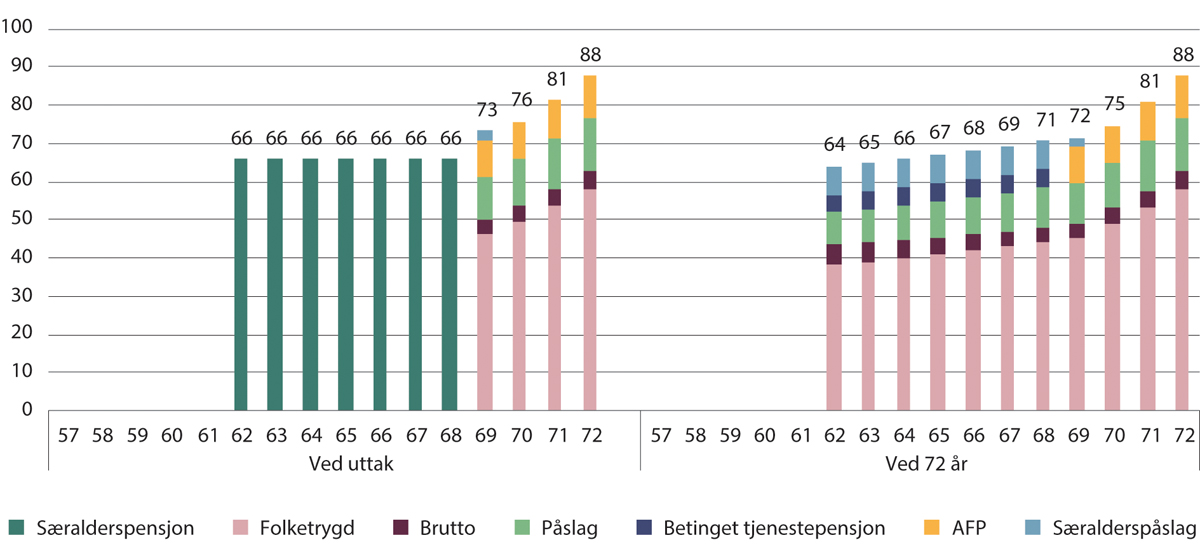 100
90
80
70
60
50
40
30
20
10
0
66 66 66 66 66 66 66 73 76 81 88
64 65 66 67 68 69 71 72 75 81 88
57 58 59 60 61 62 63 64 65 66 67 68 69 70 71 72
57 58 59 60 61 62 63 64 65 66 67 68 69 70 71 72
Ved uttak
Ved 72 år
Særalderspensjon Folketrygd Brutto Påslag Betinget tjenestepensjon AFP Særalderspåslag